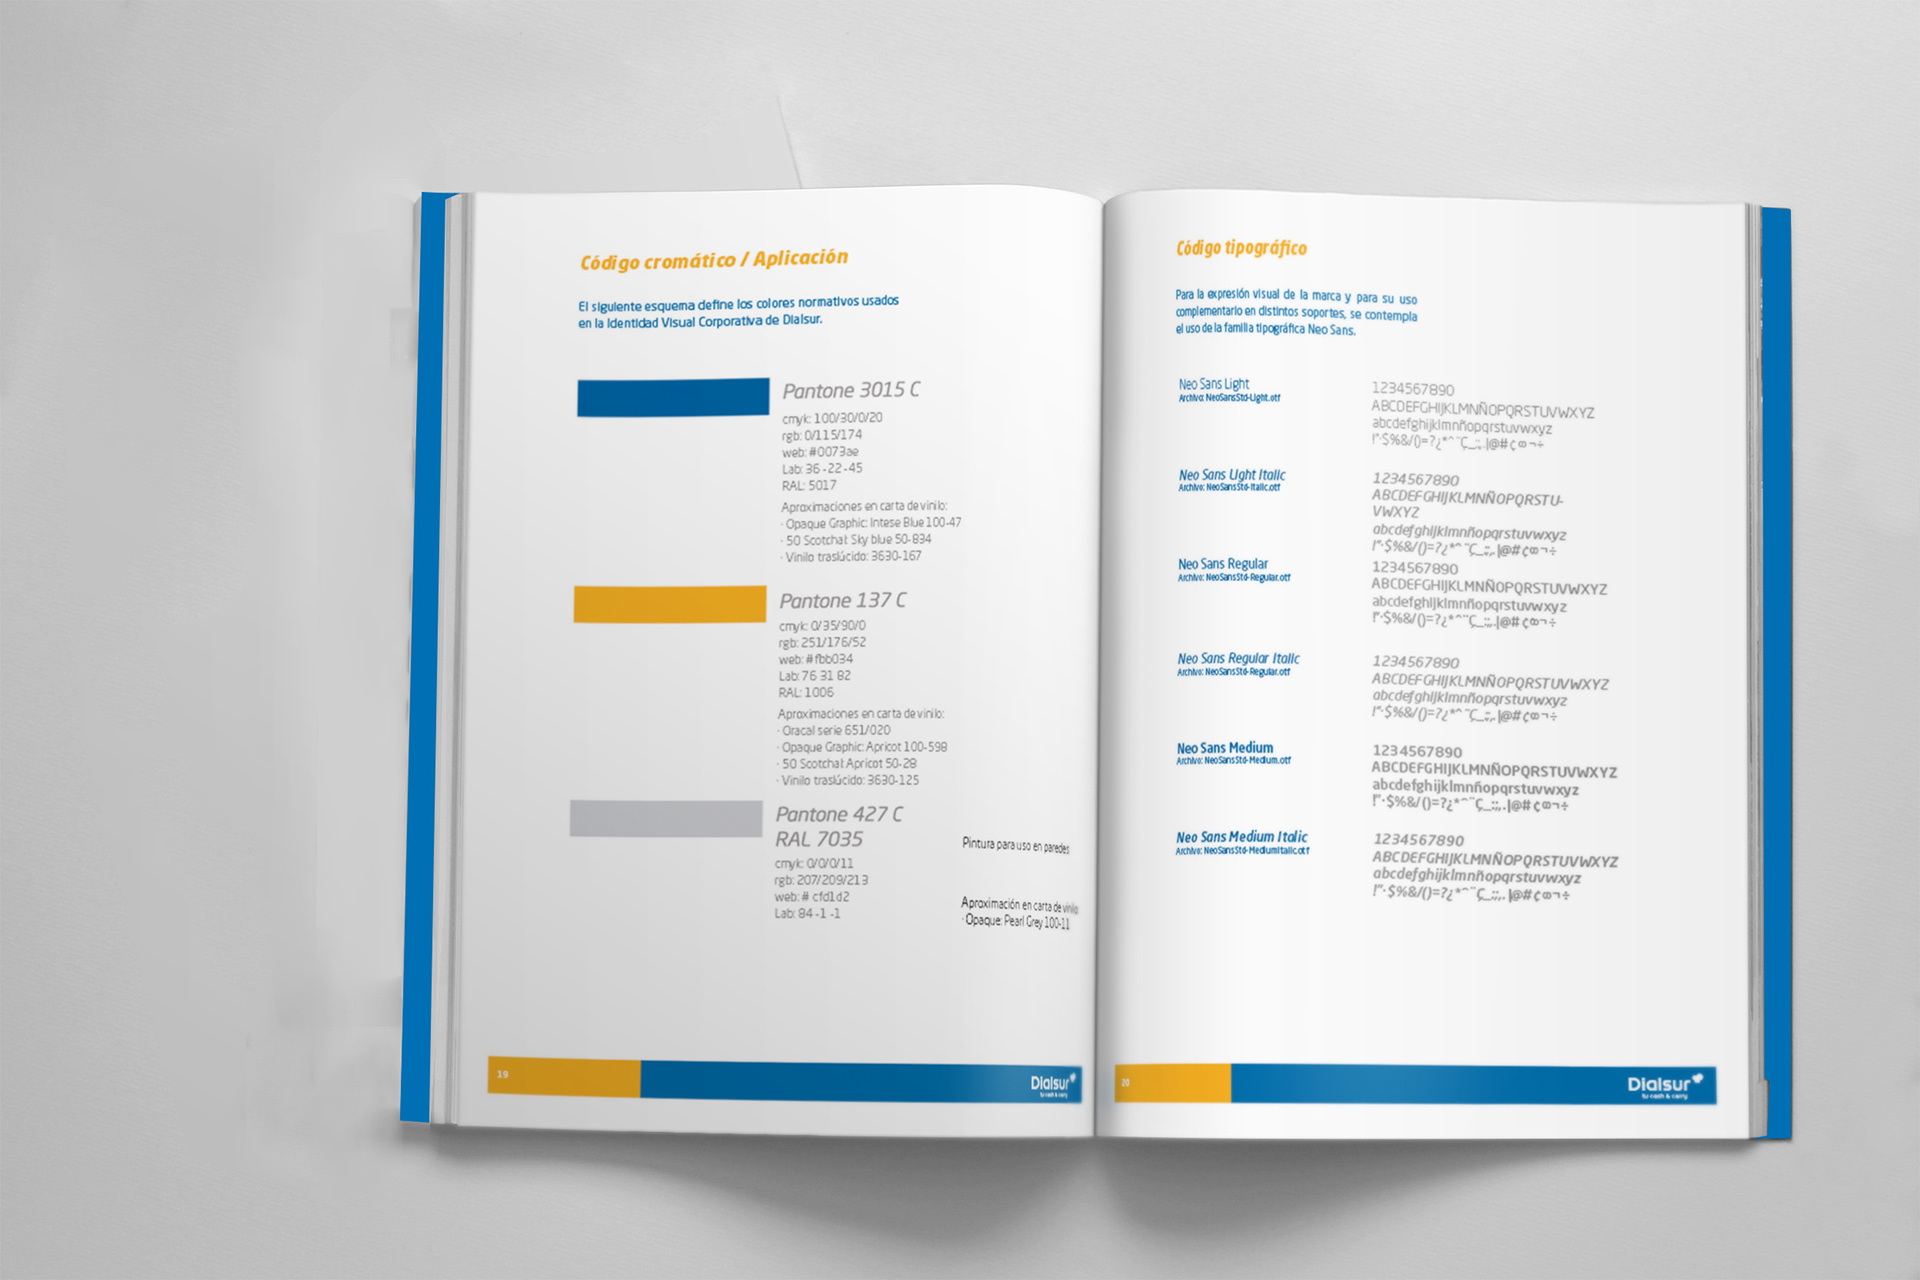 Código cromático / Aplicación
El siguiente esquema define los colores normativos usados
en la Identidad Visual Corporativa de Dialsur.
Pantone 3015 C
cmyk: 100/30/0/20
rgb: 0/115/174
web: #0073ae
Lab: 36 -22 -45
RAL: 5017
Aproximaciones en carta de vinilo:
· Opaque Graphic: Intese Blue 100-47
· 50 Scotchal: Sky blue 50-834
· Vinilo traslúcido: 3630-167
Pantone 137 C
cmyk: 0/35/90/0
rgb: 251/176/52
web: #fbb034
Lab: 76 31 82
RAL: 1006
Aproximaciones en carta de vinilo:
· Oracal serie 651/020
· Opaque Graphic: Apricot 100-598
· 50 Scotchal: Apricot 50-28
· Vinilo traslúcido: 3630-125
Pantone 427 C
RAL 7035
cmyk: 0/0/0/11
rgb: 207/209/213
web: # cfd1d2
Lab: 84 -1 -1
Pintura para uso en paredes
Aproximación en carta de vinilo
· Opaque: Pearl Grey 100-11
19
Dialsur
tu cash & carry
Código tipográfico
Para la expresión visual de la marca y para su uso
complementario en distintos soportes, se contempla
el uso de la familia tipográfica Neo Sans.
Neo Sans Light
Archivo: NeoSansStd-Light.otf
1234567890
ABCDEFGHIJKLMNÑOPQRSTUVWXYZ
abcdefghijklmnñopqrstuvwxyz
!"·$%&/()=?¿*^¨Ç_:;,.|@#¢∞¬÷
Neo Sans Light Italic
Archivo: NeoSansStd-Italic.otf
1234567890
ABCDEFGHIJKLMNÑOPQRSTU-
VWXYZ
abcdefghijklmnñopqrstuvwxyz
!"·$%&/()=?¿*^¨Ç_:;,.|@#¢∞¬÷
Neo Sans Regular
Archivo: NeoSansStd-Regular.otf
1234567890
ABCDEFGHIJKLMNÑOPQRSTUVWXYZ
abcdefghijklmnñopqrstuvwxyz
!"·$%&/()=?¿*^¨Ç_:;,.|@#¢∞¬÷
Neo Sans Regular Italic
Archivo: NeoSansStd-Regular.otf
1234567890
ABCDEFGHIJKLMNÑOPQRSTUVWXYZ
abcdefghijklmnñopqrstuvwxyz
!"·$%&/()=?¿*^¨Ç_:;,.|@#¢∞¬÷
Neo Sans Medium
Archivo: NeoSansStd-Medium.otf
1234567890
ABCDEFGHIJKLMNÑOPQRSTUVWXYZ
abcdefghijklmnñopqrstuvwxyz
!"·$%&/()=?¿*^¨Ç_:;,.|@#¢∞¬÷
Neo Sans Medium Italic
Archivo: NeoSansStd-MediumItalic.otf
1234567890
ABCDEFGHIJKLMNÑOPQRSTUVWXYZ
abcdefghijklmnñopqrstuvwxyz
!"·$%&/()=?¿*^¨Ç_:;,.|@#¢∞¬÷
20
Dialsur
tu cash & carry